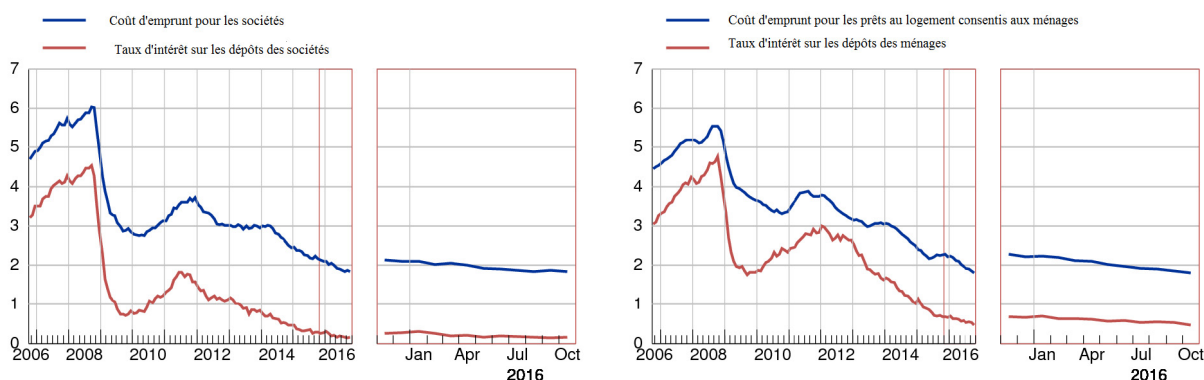 Coût d'emprunt pour les sociétés
Taux d'intérêt sur les dépôts des sociétés
7
6
5
4
3
2
1
0
2006 2008 2010 2012 2014 2016
Jan Apr Jul Oct
2016
Coût d'emprunt pour les prêts au logement consentis aux ménages
Taux d'intérêt sur les dépôts des ménages
7
6
5
4
3
2
1
0
2006 2008 2010 2012 2014 2016
Jan Apr Jul Oct
2016